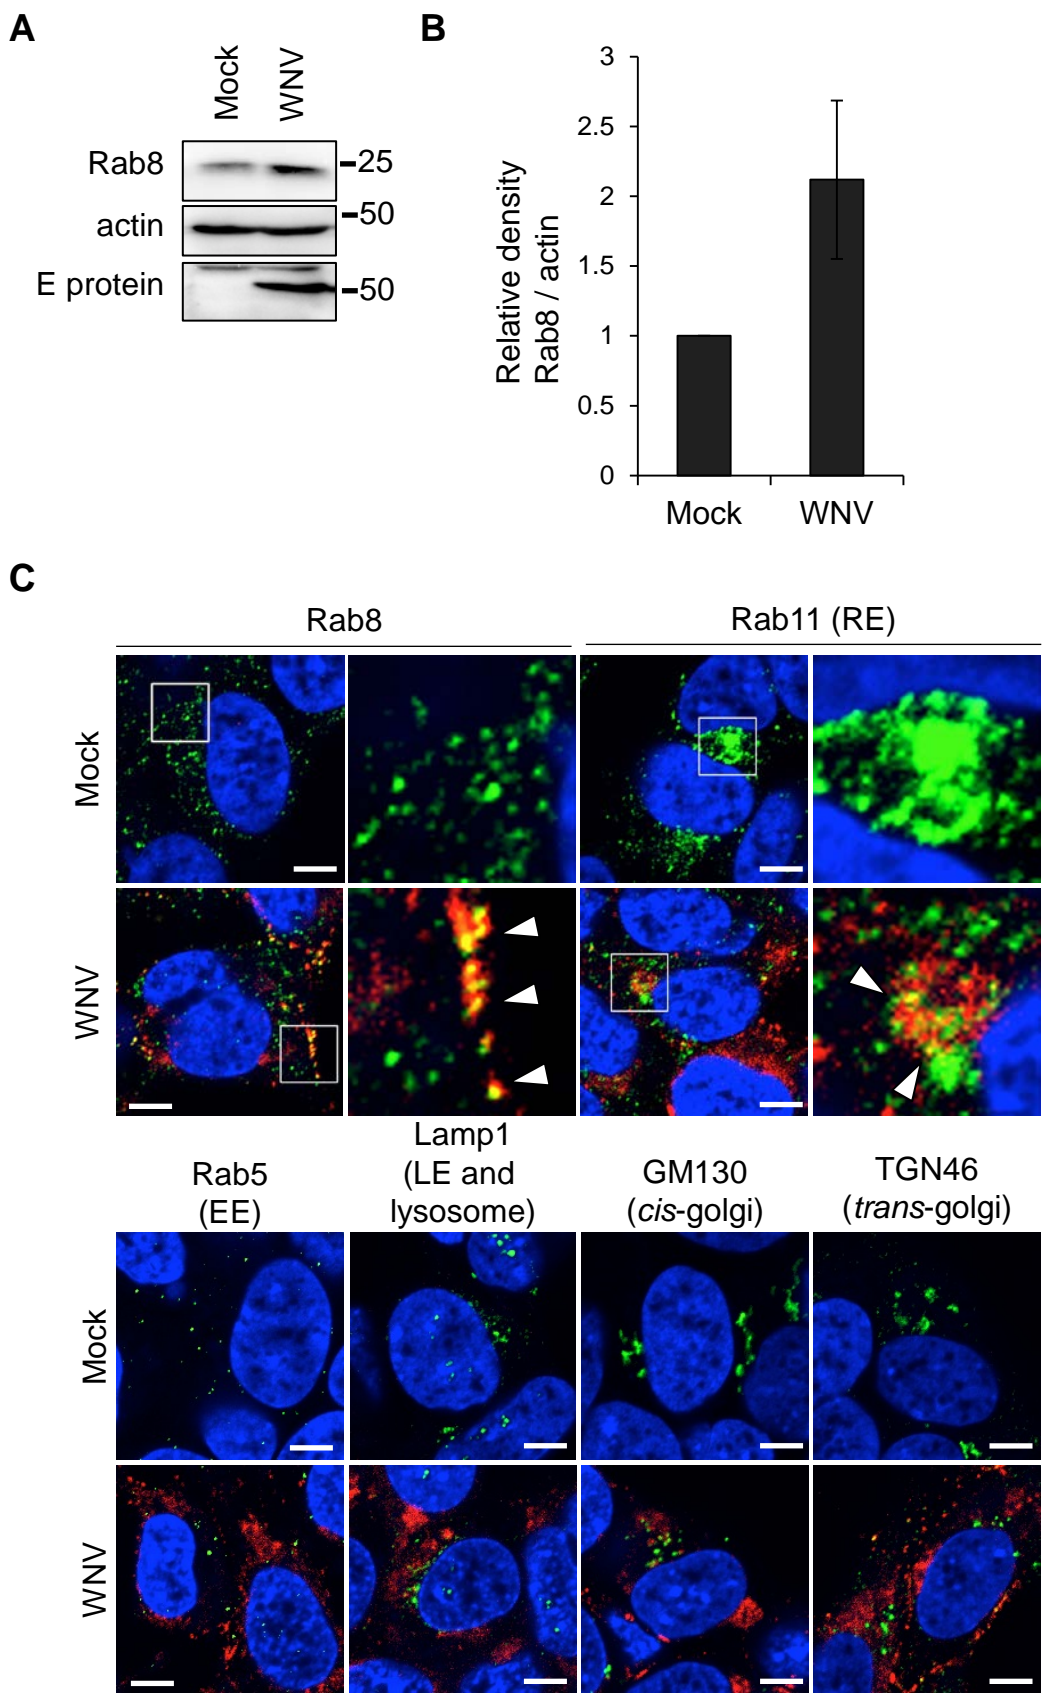 A
Mock
WNV
Rab8
25
actin
50
E protein
50
B
Relative density
Rab8 / actin
3
2.5
2
1.5
1
0.5
0
Mock
WNV
C
Rab8
Rab11 (RE)
Mock
WNV
Rab5
(EE)
Lamp1
(LE and
lysosome)
GM130
(cis-golgi)
TGN46
(trans-golgi)
Mock
WNV